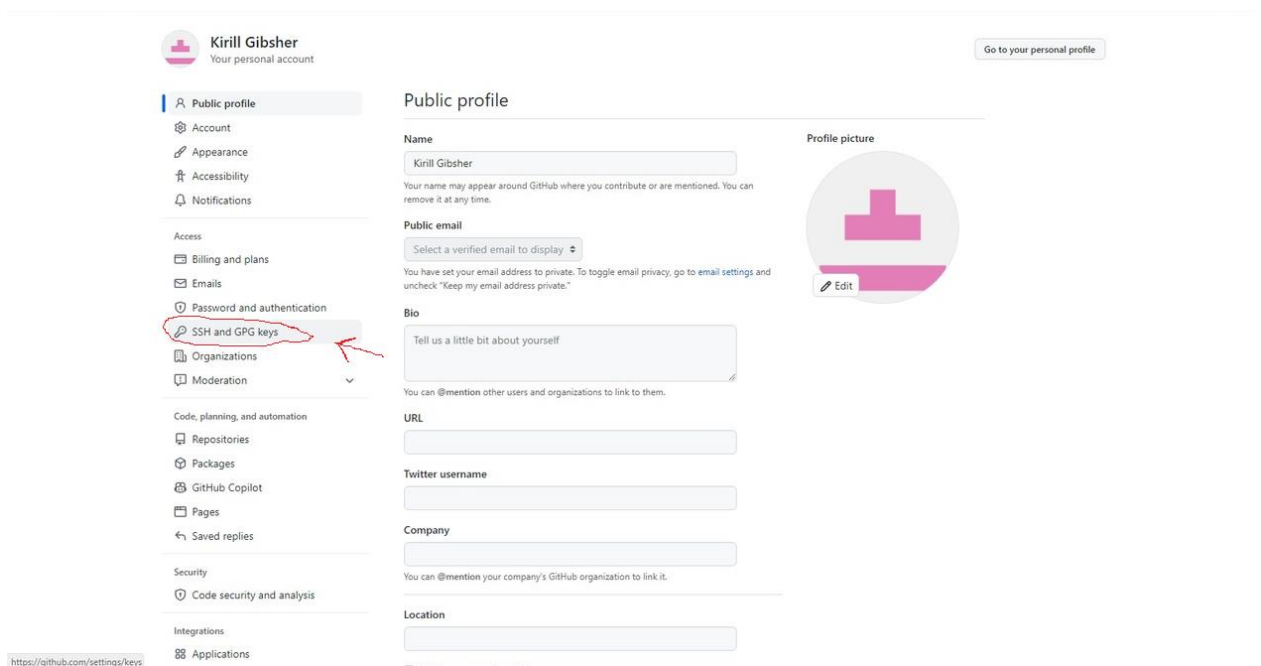 Kirill Gibsher
Your personal account
Go to your personal profile
Public profile
Account
Appearance
Accessibility
Notifications
Access
Billing and plans
Emails
Password and authentication
SSH and GPG keys
Organizations
Moderation
Code, planning, and automation
Repositories
Packages
GitHub Copilot
Pages
Saved replies
Security
Code security and analysis
Integrations
Applications
Public profile
Name
Kirill Gibsher
Your name may appear around GitHub where you contribute or are mentioned. You can
remove it at any time.
Public email
Select a verified email to display
You have set your email address to private. To toggle email privacy, go to email settings and
uncheck "Keep my email address private."
Bio
Tell us a little bit about yourself
You can @mention other users and organizations to link to them.
URL
Twitter username
Company
You can @mention your company's GitHub organization to link it.
Location
Profile picture
Edit
https://github.com/settings/keys